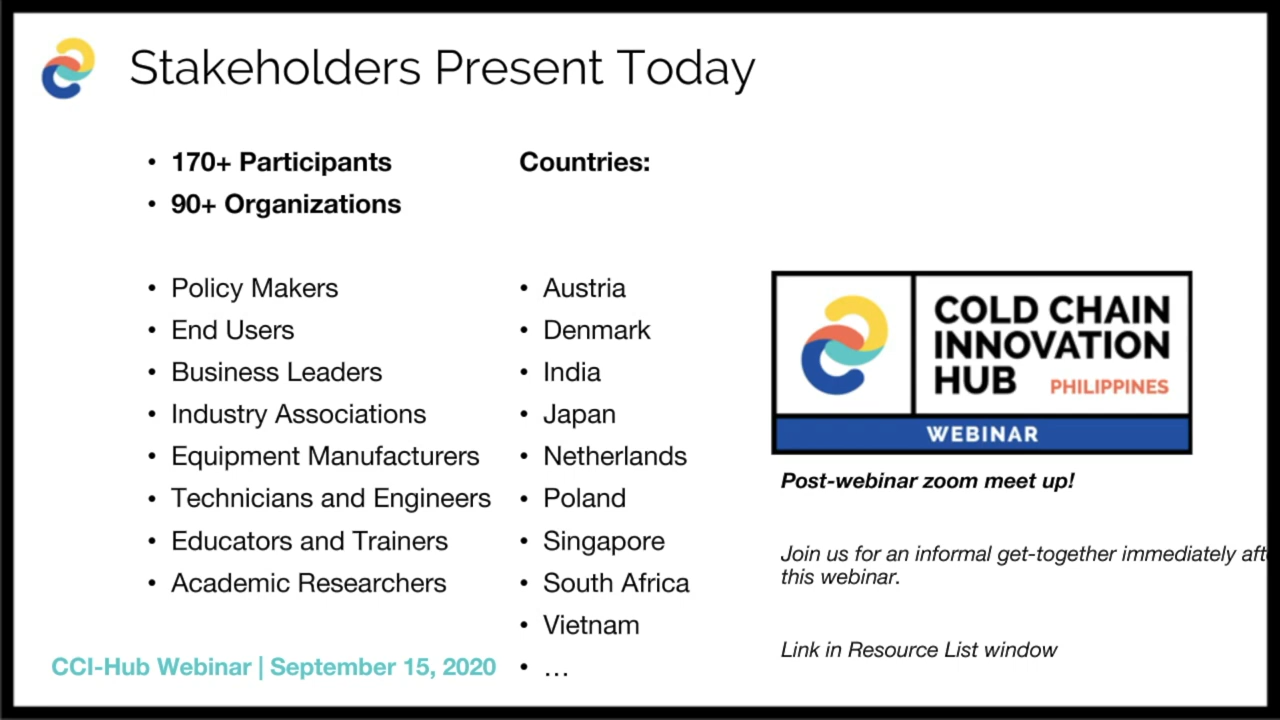 Stakeholders Present Today
• 170+ Participants
• 90+ Organizations
• Policy Makers
• End Users
• Business Leaders
• Industry Associations
• Equipment Manufacturers
• Technicians and Engineers
• Educators and Trainers
• Academic Researchers
Countries:
• Austria
• Denmark
• India
• Japan
• Netherlands
• Poland
• Singapore
• South Africa
• Vietnam
• …
COLD CHAIN
INNOVATION
HUB PHILIPPINES
WEBINAR
Post-webinar zoom meet up!
Join us for an informal get-together immediately aft
this webinar.
Link in Resource List window
CCI-Hub Webinar | September 15, 2020